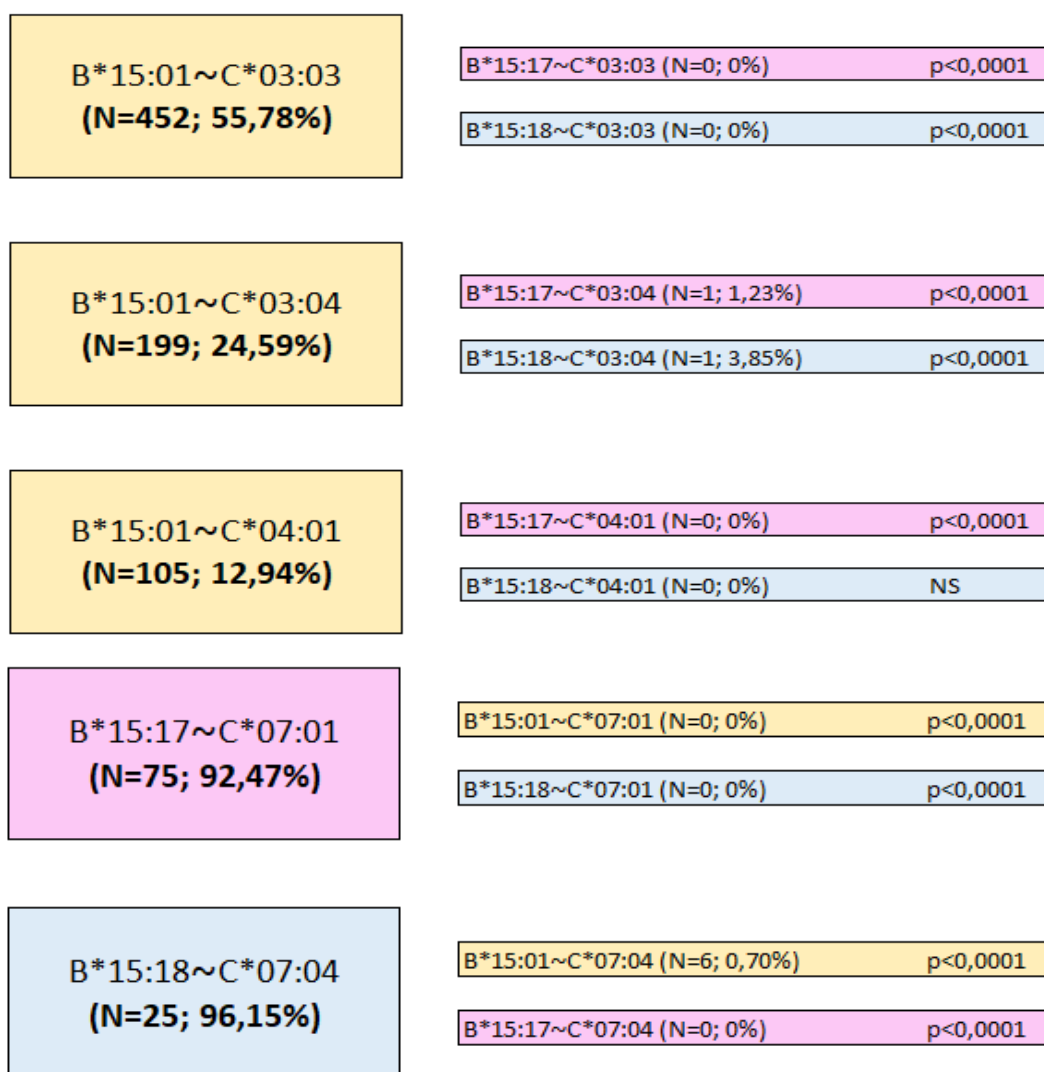 B*15:01~C*03:03
(N=452; 55,78%)
B*15:17~C*03:03 (N=0; 0%) p<0,0001
B*15:18~C*03:03 (N=0; 0%) p<0,0001
B*15:01~C*03:04
(N=199; 24,59%)
B*15:17~C*03:04 (N=1; 1,23%) p<0,0001
B*15:18~C*03:04 (N=1; 3,85%) p<0,0001
B*15:01~C*04:01
(N=105; 12,94%)
B*15:17~C*04:01 (N=0; 0%) p<0,0001
B*15:18~C*04:01 (N=0; 0%) NS
B*15:17~C*07:01
(N=75; 92,47%)
B*15:01~C*07:01 (N=0; 0%) p<0,0001
B*15:18~C*07:01 (N=0; 0%) p<0,0001
B*15:18~C*07:04
(N=25; 96,15%)
B*15:01~C*07:04 (N=6; 0,70%) p<0,0001
B*15:17~C*07:04 (N=0; 0%) p<0,0001